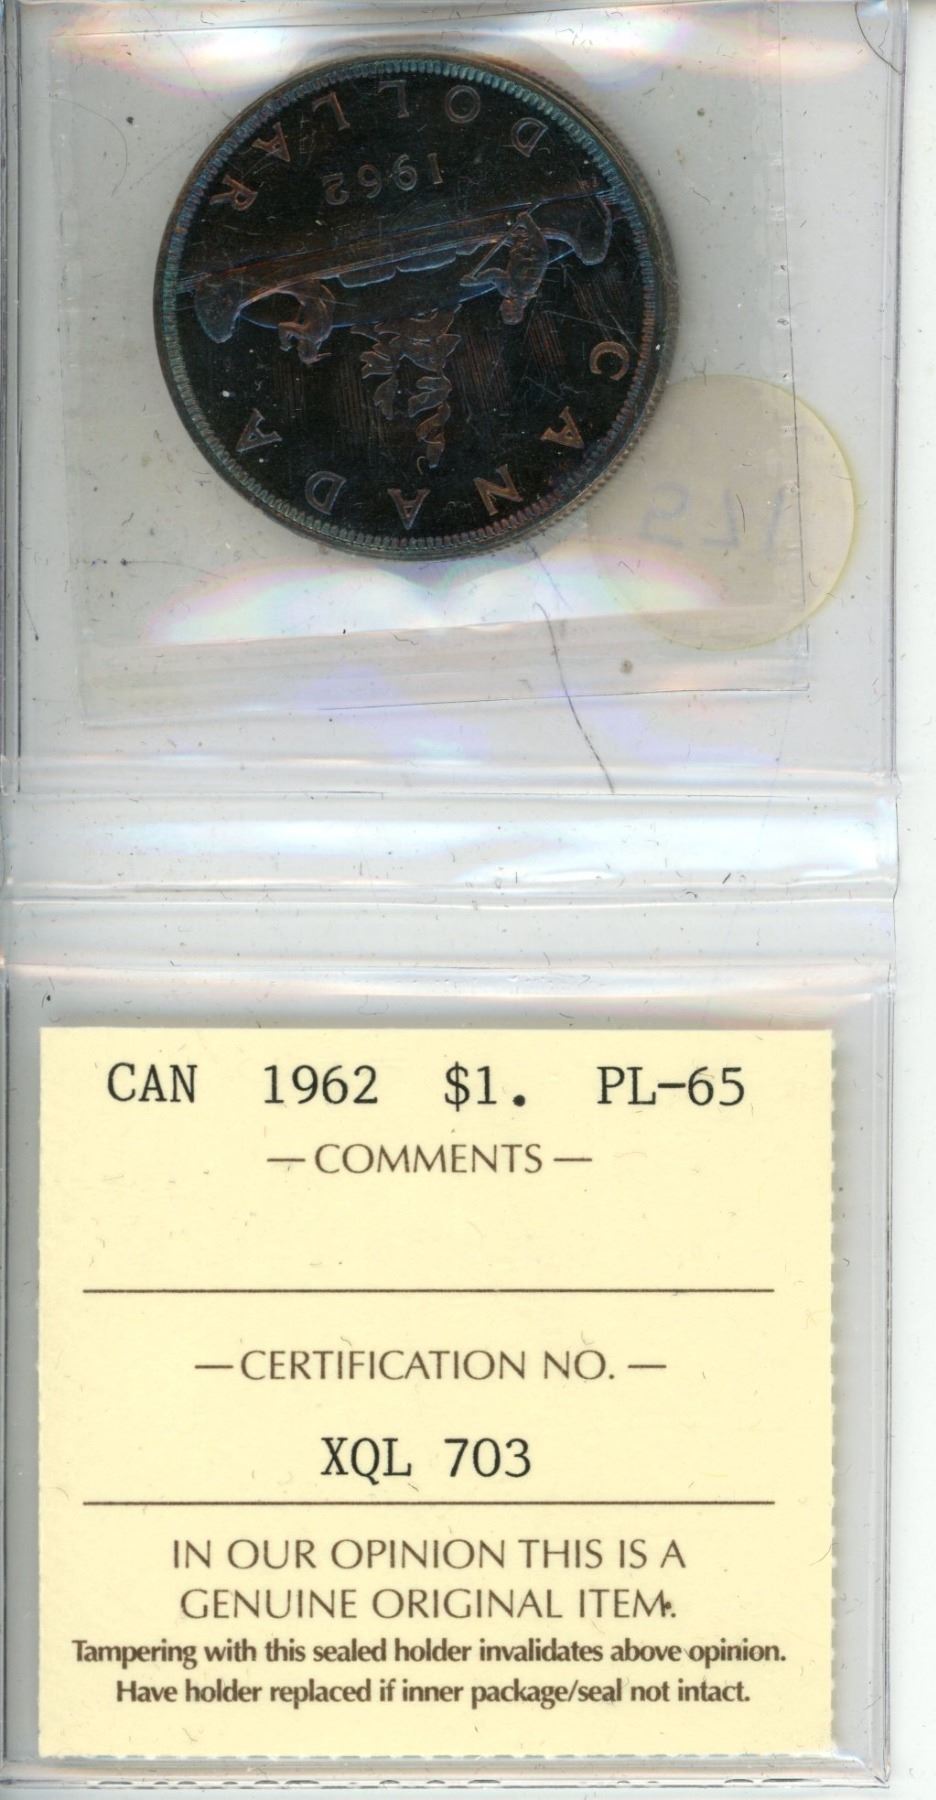 CANADA
1962
DOLLAR
175
CAN 1962 $1. PL-65
— COMMENTS —
— CERTIFICATION NO. —
XQL 703
IN OUR OPINION THIS IS A
GENUINE ORIGINAL ITEM.
Tampering with this sealed holder invalidates above opinion.
Have holder replaced if inner package/seal not intact.